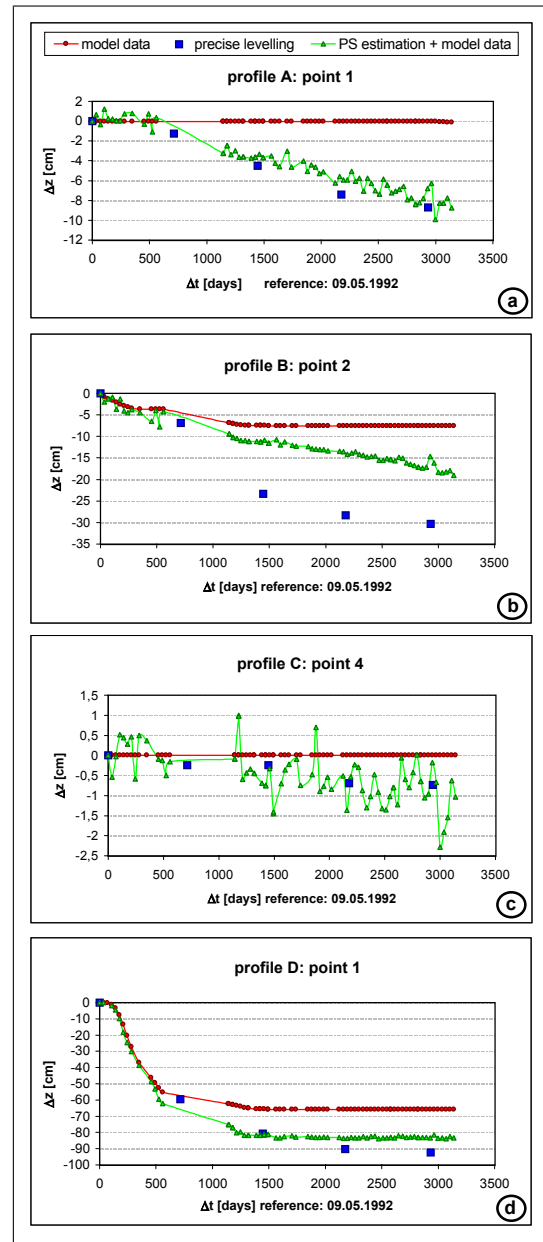 model data precise levelling PS estimation + model data
profile A: point 1
2
0
-2
-4
-6
-8
-10
-12
Δz [cm]
0 500 1000 1500 2000 2500 3000 3500
Δt [days] reference: 09.05.1992
a
profile B: point 2
0
-5
-10
-15
-20
-25
-30
-35
Δz [cm]
0 500 1000 1500 2000 2500 3000 3500
Δt [days] reference: 09.05.1992
b
profile C: point 4
1,5
1
0,5
0
-0,5
-1
-1,5
-2
-2,5
Δz [cm]
0 500 1000 1500 2000 2500 3000 3500
Δt [days] reference: 09.05.1992
c
profile D: point 1
0
-10
-20
-30
-40
-50
-60
-70
-80
-90
-100
Δz [cm]
0 500 1000 1500 2000 2500 3000 3500
Δt [days] reference: 09.05.1992
d